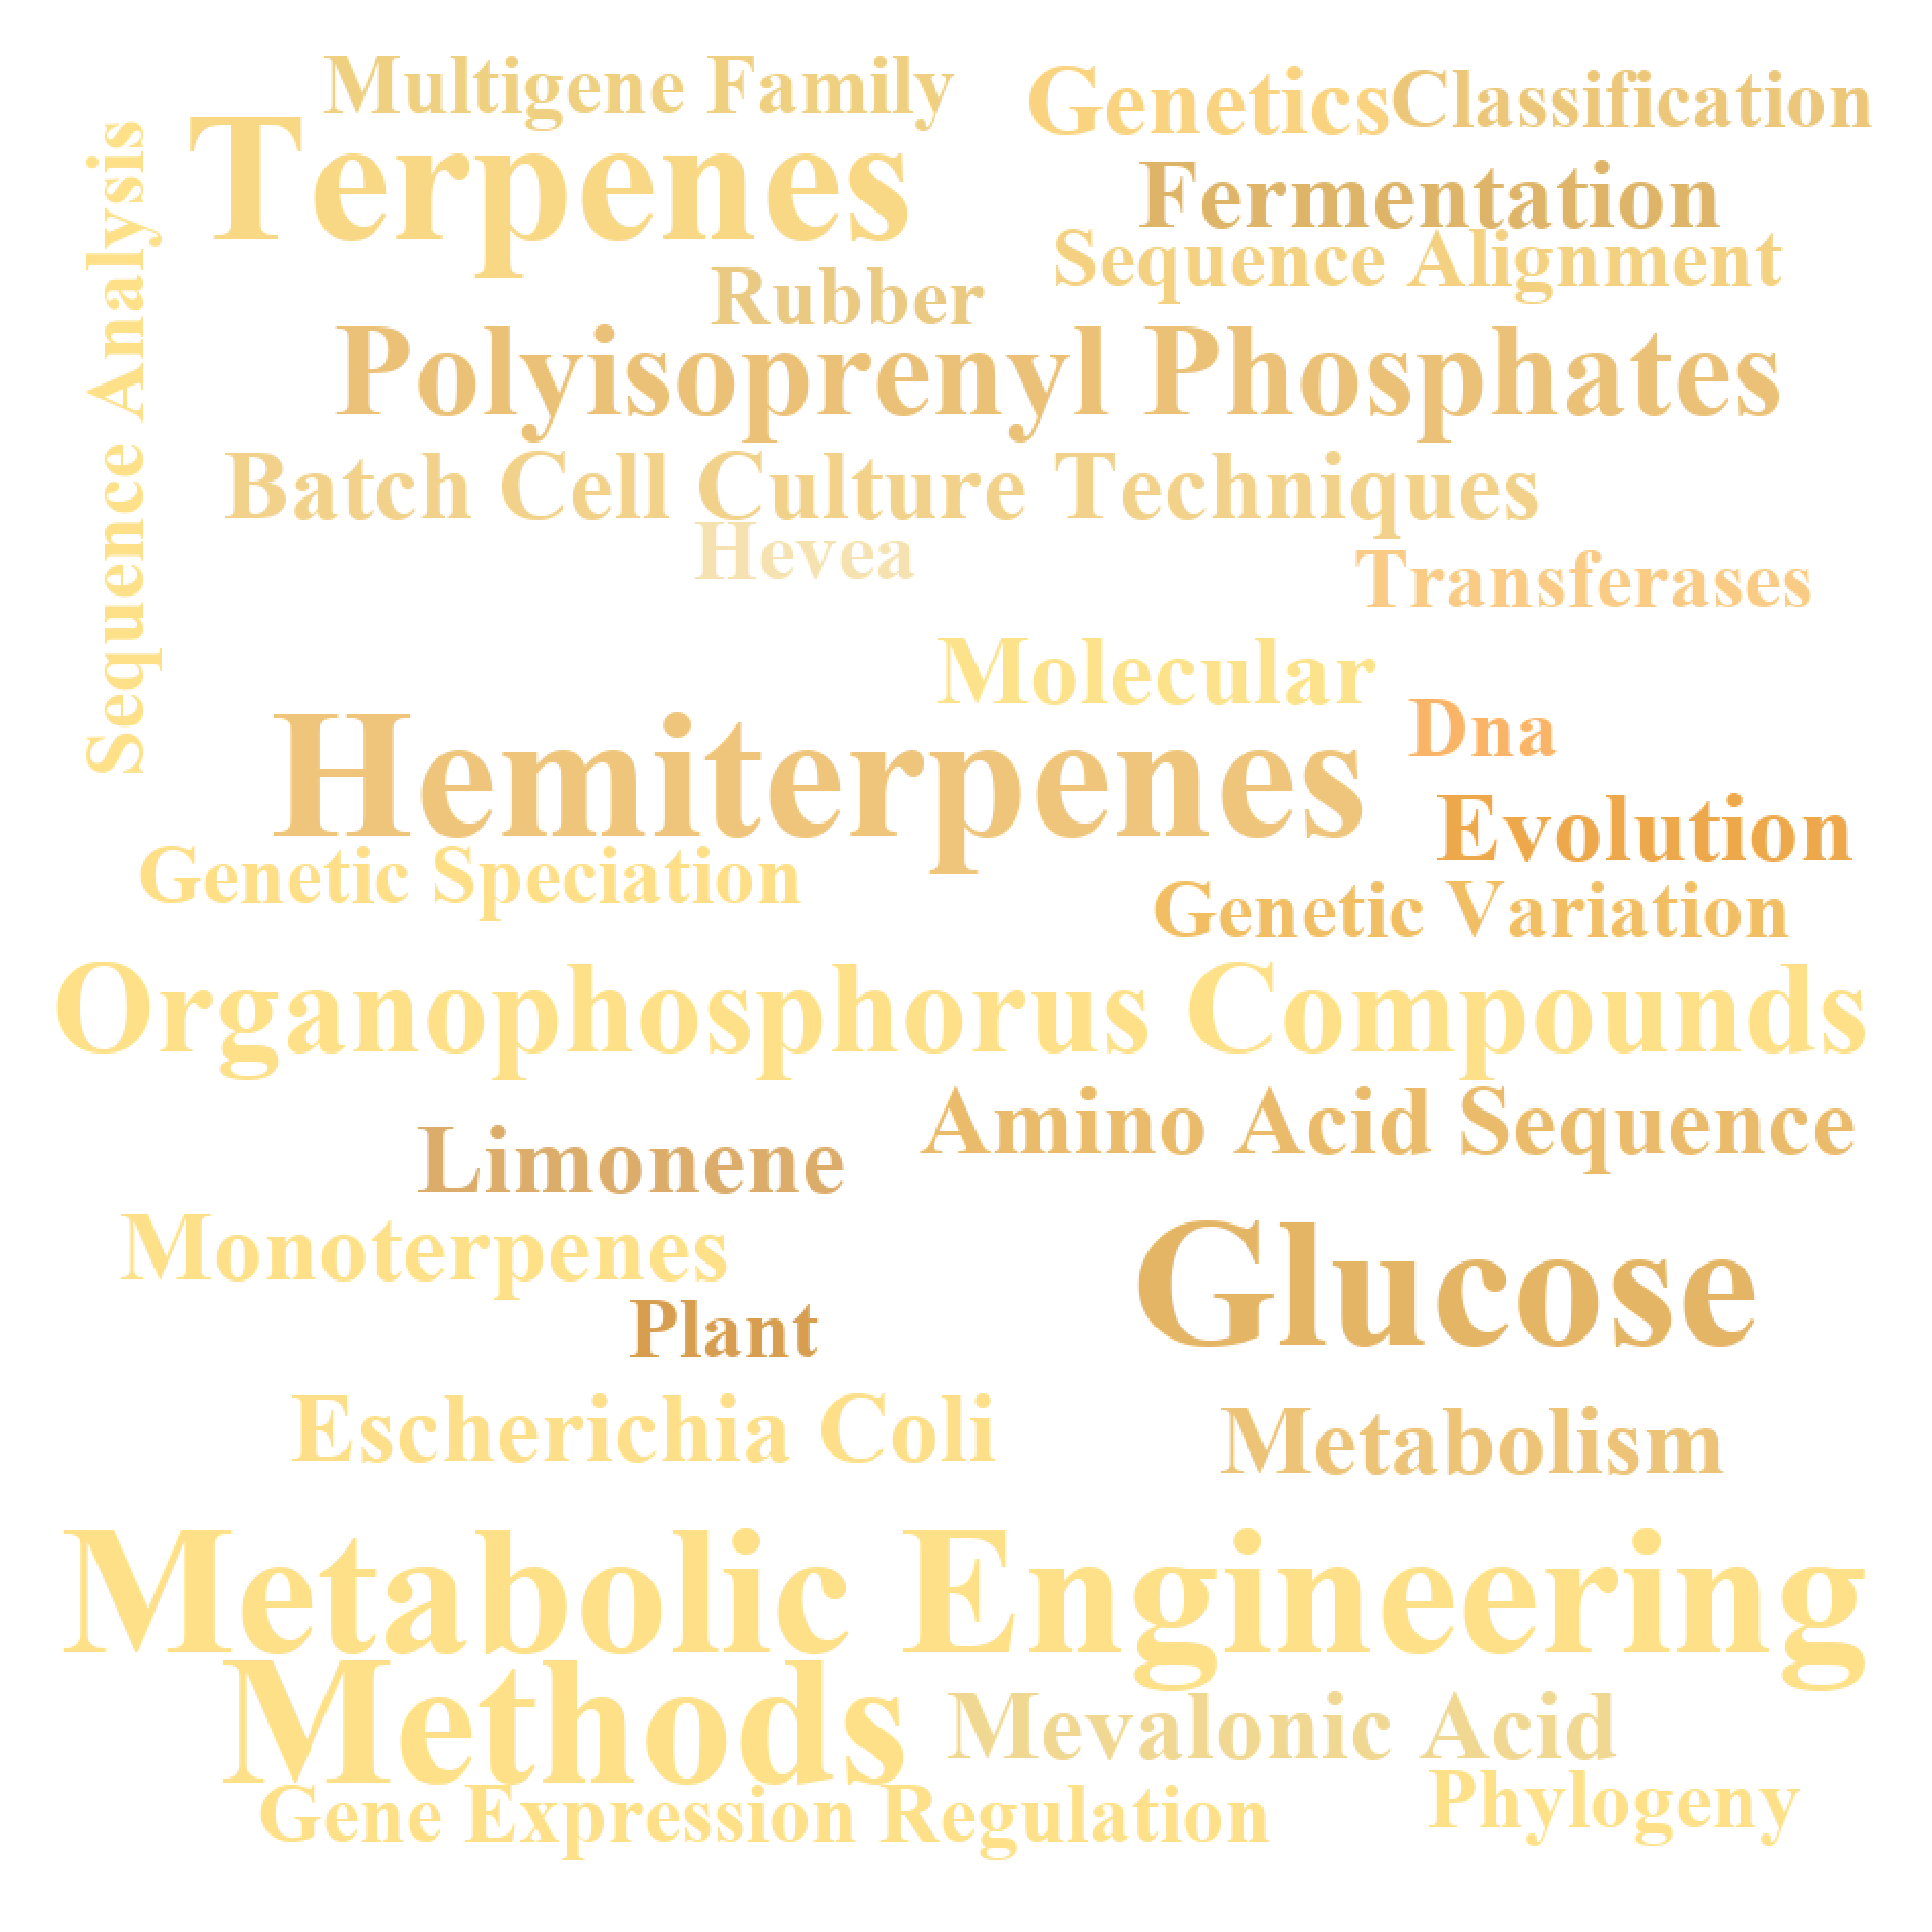 Multigene Family
Genetics
Classification
Terpenes
Sequence Analysis
Fermentation
Sequence Alignment
Rubber
Polyisoprenyl Phosphates
Batch Cell Culture Techniques
Hevea
Transferases
Molecular
Dna
Hemiterpenes
Evolution
Genetic Speciation
Genetic Variation
Organophosphorus Compounds
Amino Acid Sequence
Limonene
Monoterpenes
Glucose
Plant
Escherichia Coli
Metabolism
Metabolic Engineering
Methods
Mevalonic Acid
Phylogeny
Gene Expression Regulation